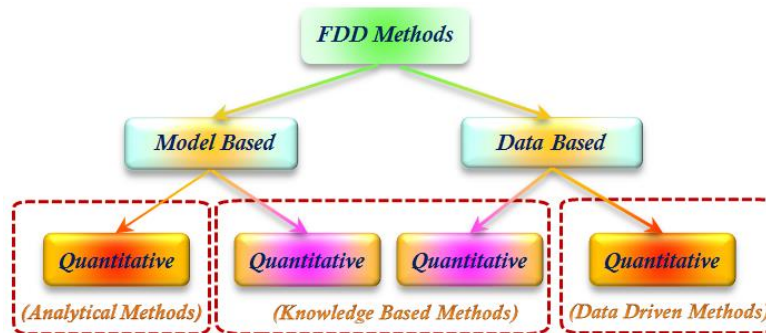 FDD Methods
Model Based
Data Based
Quantitative
Quantitative
Quantitative
Quantitative
(Analytical Methods)
(Knowledge Based Methods)
(Data Driven Methods)